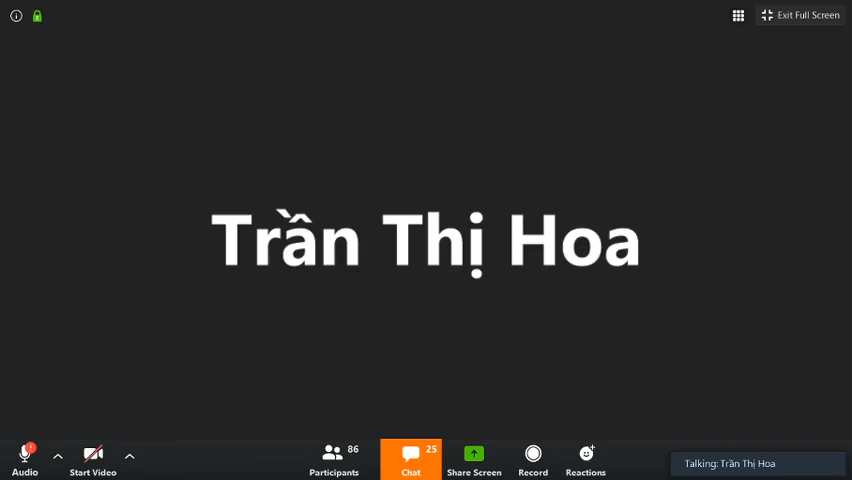 Exit Full Screen
Trần Thị Hoa
Audio
Start Video
86
Participants
25
Chat
Share Screen
Record
Reactions
Talking: Trần Thị Hoa